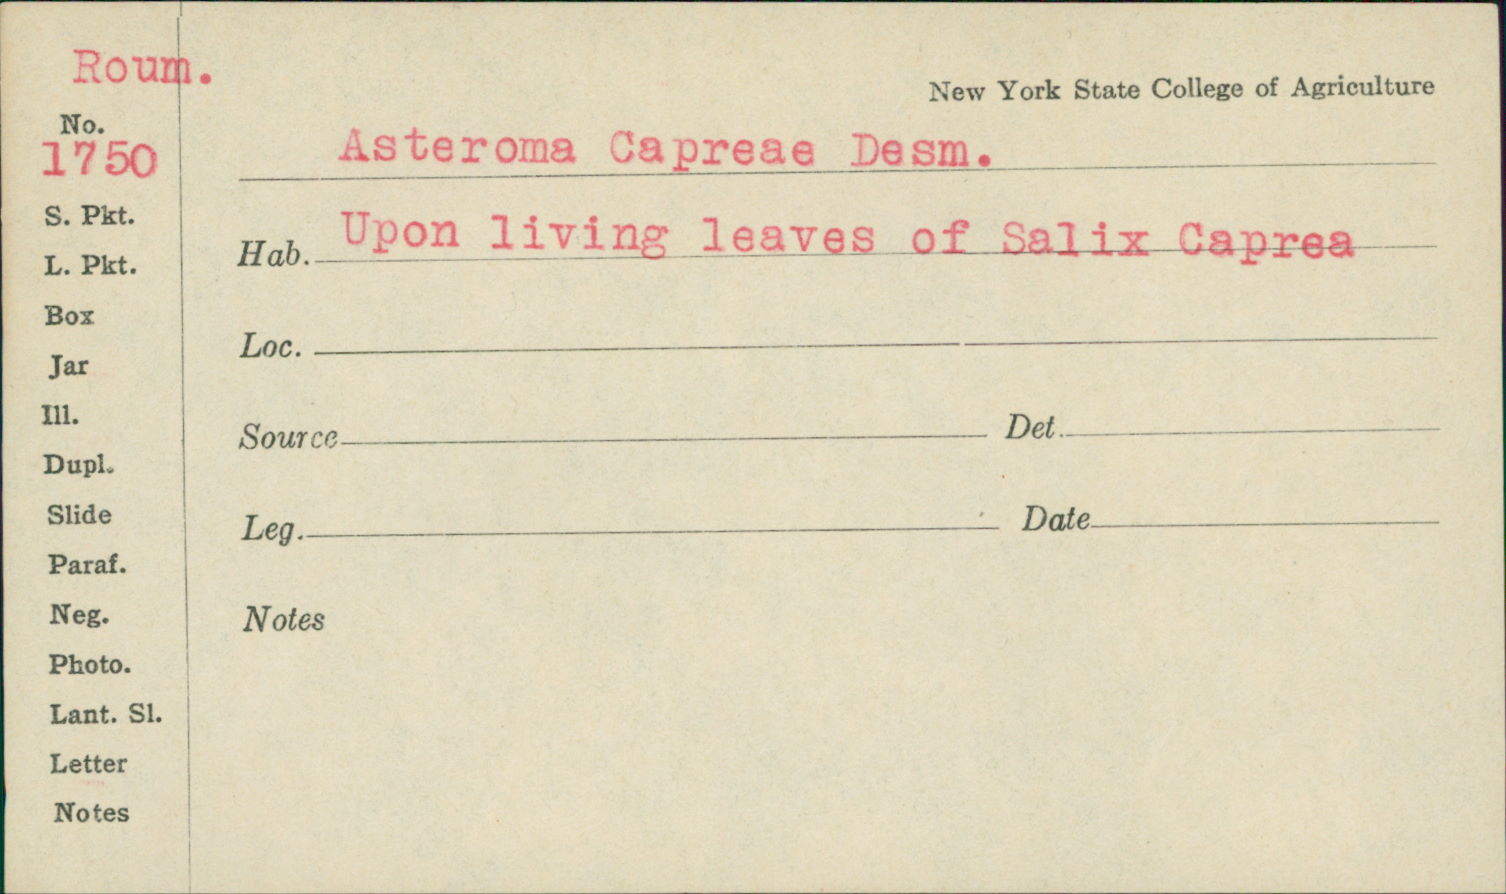 Roum.
New York State College of Agriculture
No.
1750
Asteroma Capreae Desm.
S. Pkt.
Hab. Upon living leaves of Salix Caprea
L. Pkt.
Box
Loc.
Jar
Ill.
Source Det.
Dupl.
Slide
Leg. Date
Paraf.
Neg.
Notes
Photo.
Lant. Sl.
Letter
Notes